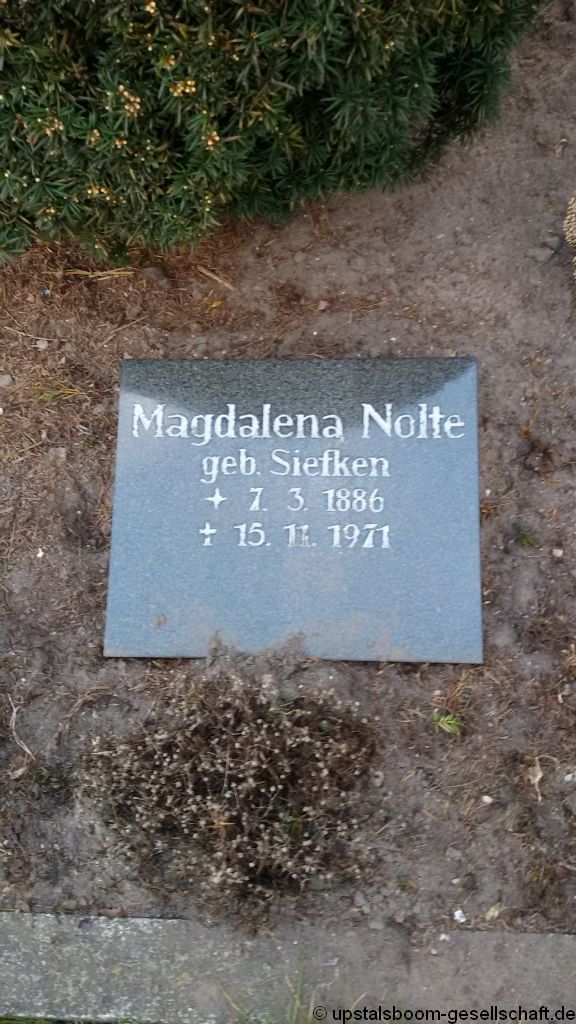 Magdalena Nolte
geb. Siefken
✦ 7. 3. 1886
✝ 15. 11. 1971
© upstalsboom-gesellschaft.de